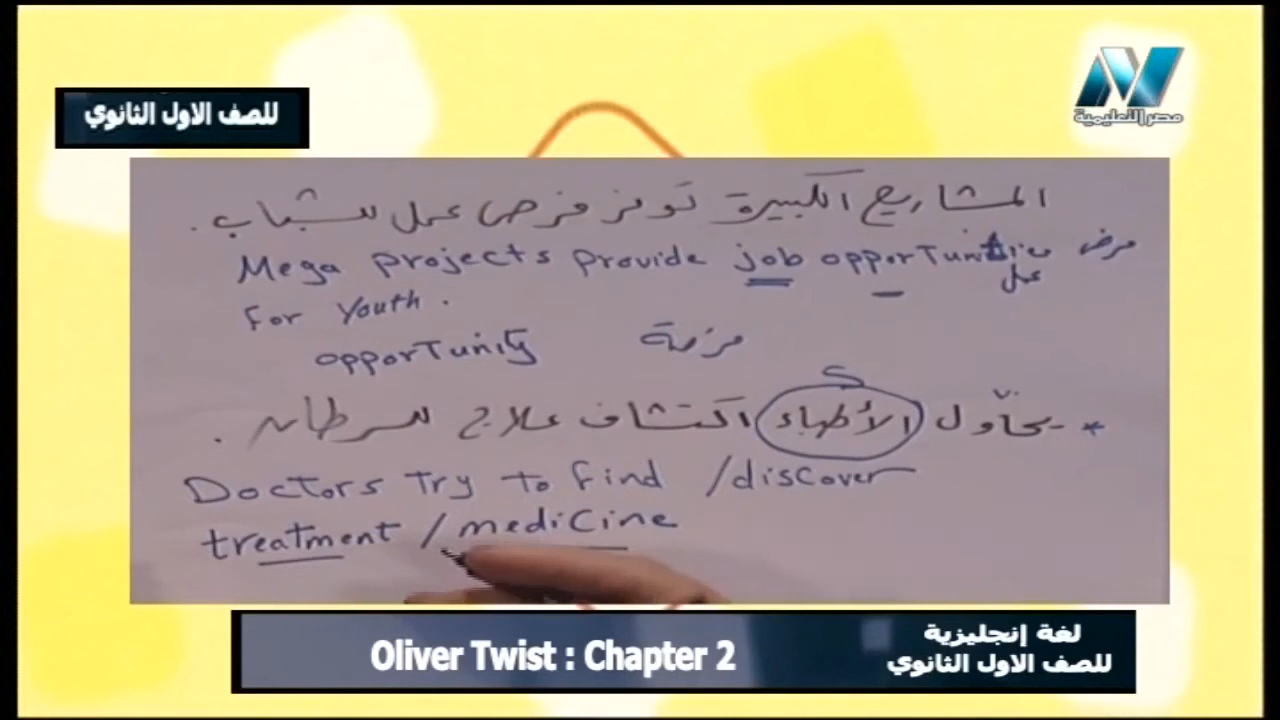 للصف الاول الثانوي
مصر التعليمية
المشاريع الكبيرة توفر فرص عمل للشباب .
Mega projects provide job opportunities فرص
عمل
for Youth .
opportunity فرصة
* يحاول الأطباء اكتشاف علاج للسرطان .
Doctors try to find / discover
treatment / medicine
لغة إنجليزية
للصف الاول الثانوي
Oliver Twist : Chapter 2